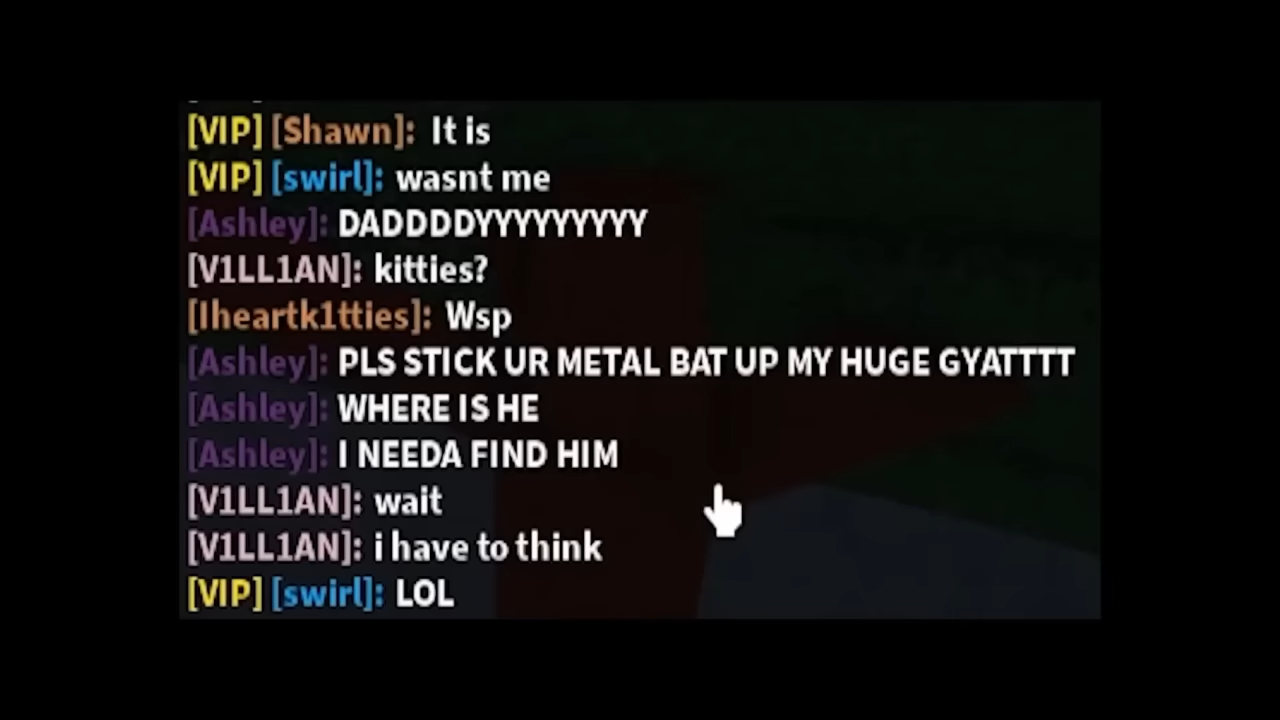 [VIP] [Shawn]: It is
[VIP] [swirl]: wasnt me
[Ashley]: DADDDDYYYYYYYYY
[V1LL1AN]: kitties?
[Iheartk1tties]: Wsp
[Ashley]: PLS STICK UR METAL BAT UP MY HUGE GYATTTT
[Ashley]: WHERE IS HE
[Ashley]: I NEEDA FIND HIM
[V1LL1AN]: wait
[V1LL1AN]: i have to think
[VIP] [swirl]: LOL